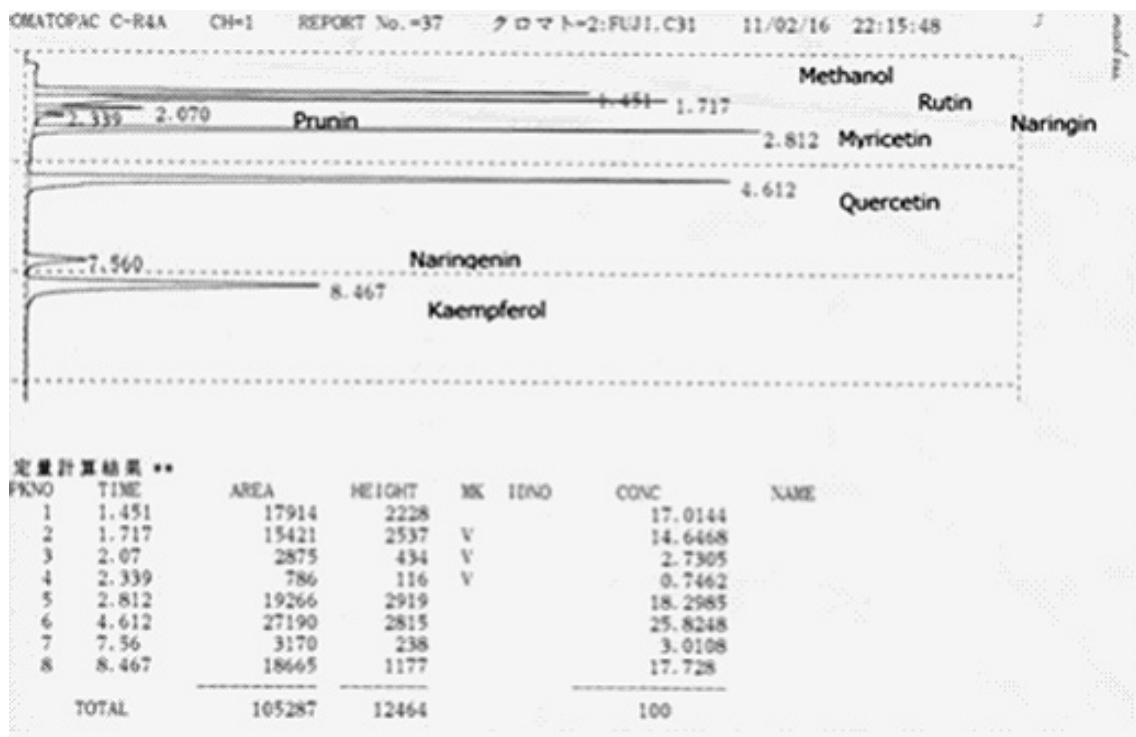 OMATOPAC C-R4A CH=1 REPORT No.=37 クロマト=2:FUJI.C31 11/02/16 22:15:48
Methanol
1.451 1.717 Rutin
2.339 2.070 Prunin Naringin
2.812 Myricetin
4.612
Quercetin
7.560 Naringenin
8.467
Kaempferol
定量計算結果 **
PKNO TIME AREA HEIGHT MK IDNO CONC NAME
1 1.451 17914 2228 17.0144
2 1.717 15421 2537 V 14.6468
3 2.07 2875 434 V 2.7305
4 2.339 786 116 V 0.7462
5 2.812 19266 2919 18.2985
6 4.612 27190 2815 25.8248
7 7.56 3170 238 3.0108
8 8.467 18665 1177 17.728
TOTAL 105287 12464 100